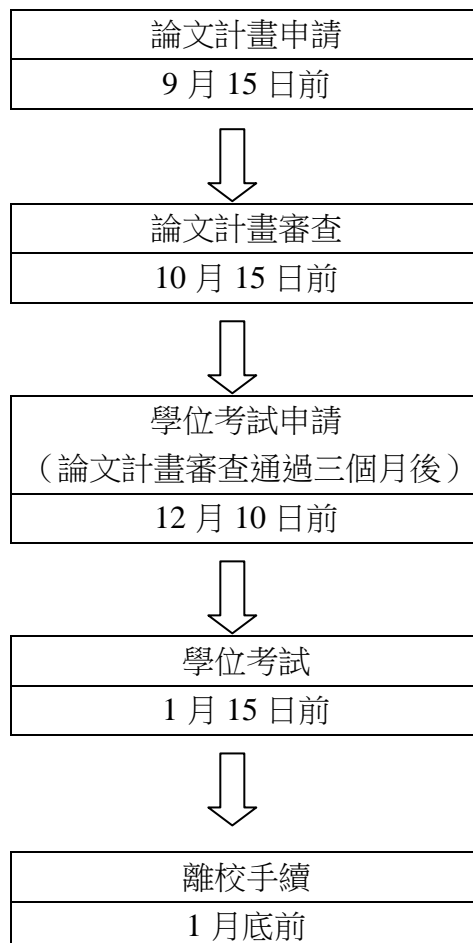 論文計畫申請
9 月 15 日前
論文計畫審查
10 月 15 日前
學位考試申請
（論文計畫審查通過三個月後）
12 月 10 日前
學位考試
1 月 15 日前
離校手續
1 月底前